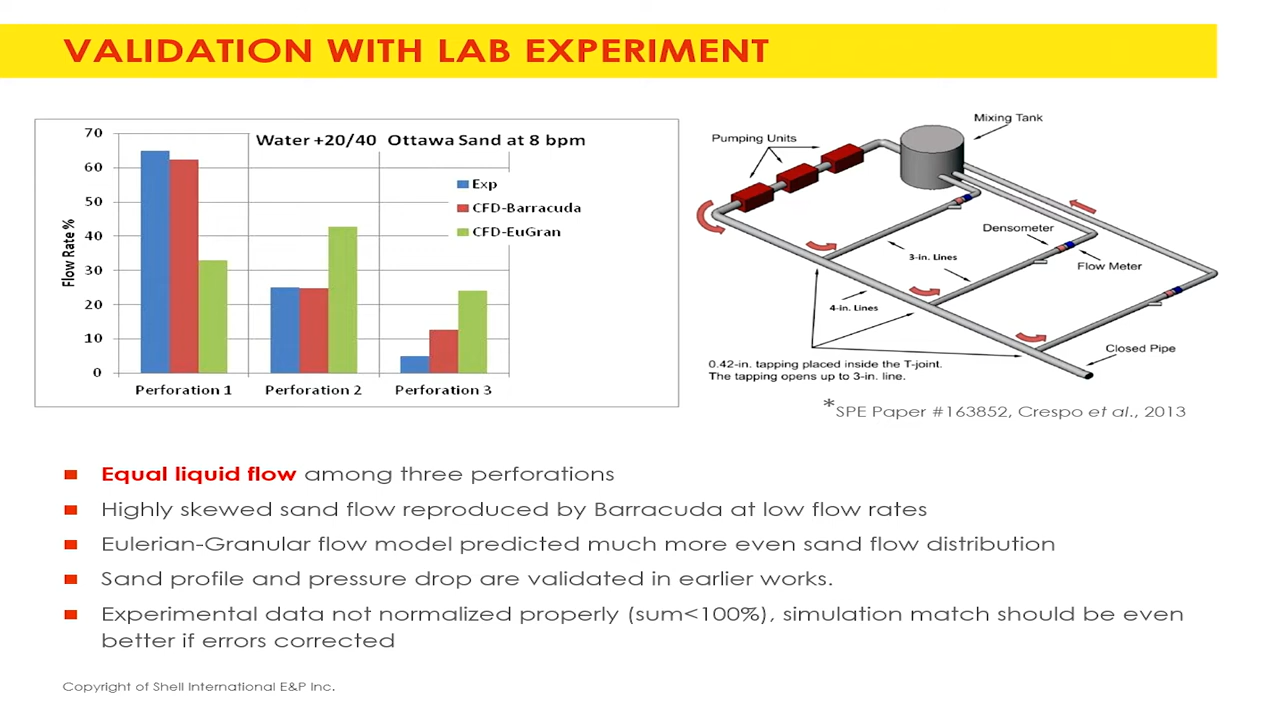 VALIDATION WITH LAB EXPERIMENT
Water +20/40 Ottawa Sand at 8 bpm
Flow Rate %
70
60
50
40
30
20
10
0
Exp
CFD-Barracuda
CFD-EuGran
Perforation 1
Perforation 2
Perforation 3
Mixing Tank
Pumping Units
Densometer
3-in. Lines
Flow Meter
4-in. Lines
Closed Pipe
0.42-in. tapping placed inside the T-joint.
The tapping opens up to 3-in. line.
*SPE Paper #163852, Crespo et al., 2013
Equal liquid flow among three perforations
Highly skewed sand flow reproduced by Barracuda at low flow rates
Eulerian-Granular flow model predicted much more even sand flow distribution
Sand profile and pressure drop are validated in earlier works.
Experimental data not normalized properly (sum<100%), simulation match should be even
better if errors corrected
Copyright of Shell International E&P Inc.